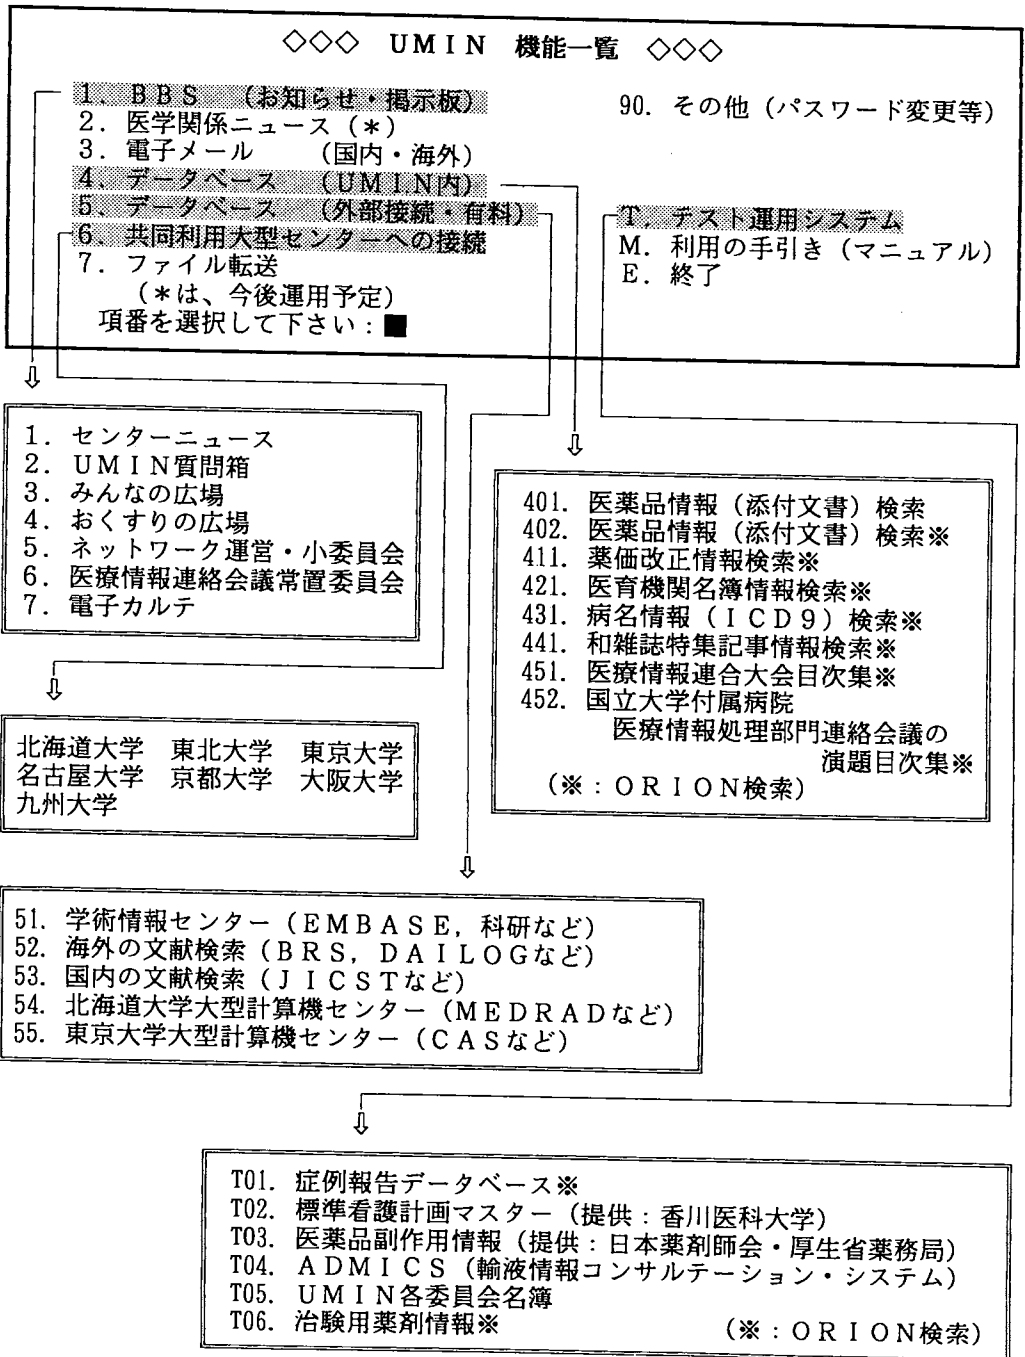 ◇◇◇ UMIN 機能一覧 ◇◇◇
1. BBS (お知らせ・掲示板)
2. 医学関係ニュース(*)
3. 電子メール (国内・海外)
4. データベース (UMIN内)
5. データベース (外部接続・有料)
6. 共同利用大型センターへの接続
7. ファイル転送
(*は、今後運用予定)
項番を選択して下さい:■
90. その他(パスワード変更等)
T. テスト運用システム
M. 利用の手引き(マニュアル)
E. 終了
1. センターニュース
2. UMIN質問箱
3. みんなの広場
4. おくすりの広場
5. ネットワーク運営・小委員会
6. 医療情報連絡会議常置委員会
7. 電子カルテ
401. 医薬品情報(添付文書)検索
402. 医薬品情報(添付文書)検索※
411. 薬価改正情報検索※
421. 医育機関名簿情報検索※
431. 病名情報(ICD9)検索※
441. 和雑誌特集記事情報検索※
451. 医療情報連合大会目次集※
452. 国立大学付属病院
医療情報処理部門連絡会議の
演題目次集※
(※:ORION検索)
北海道大学 東北大学 東京大学
名古屋大学 京都大学 大阪大学
九州大学
51. 学術情報センター(EMBASE, 科研など)
52. 海外の文献検索(BRS, DAILOGなど)
53. 国内の文献検索(JICSTなど)
54. 北海道大学大型計算機センター(MEDRADなど)
55. 東京大学大型計算機センター(CASなど)
T01. 症例報告データベース※
T02. 標準看護計画マスター(提供:香川医科大学)
T03. 医薬品副作用情報(提供:日本薬剤師会・厚生省薬務局)
T04. ADMICS(輸液情報コンサルテーション・システム)
T05. UMIN各委員会名簿
T06. 治験用薬剤情報※ (※:ORION検索)